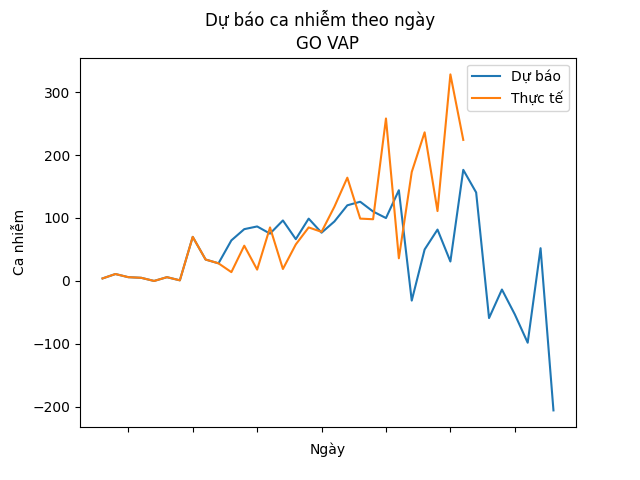 Dự báo ca nhiễm theo ngày
GO VAP
Dự báo
Thực tế
300
200
100
0
−100
−200
Ca nhiễm
Ngày